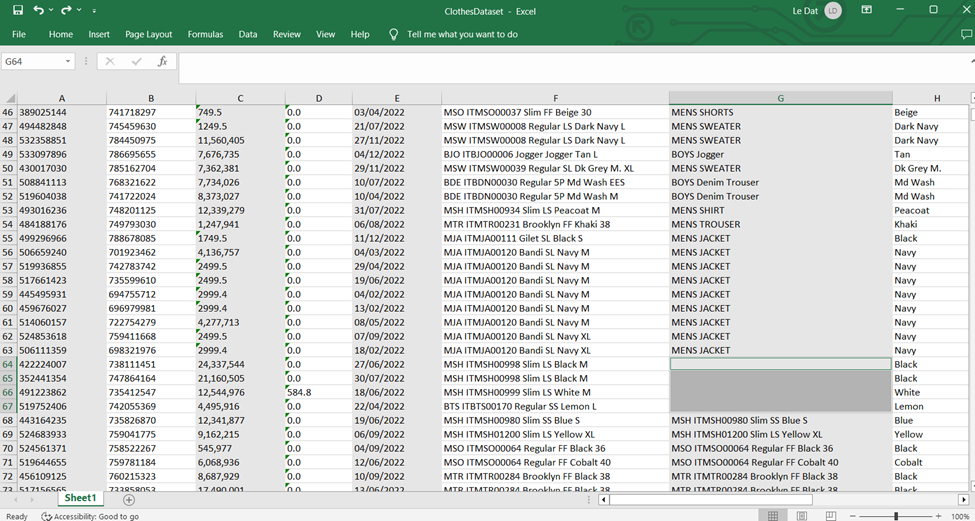 ClothesDataset - Excel
Le Dat LD
File Home Insert Page Layout Formulas Data Review View Help Tell me what you want to do
G64 fx
A B C D E F G H
46 389025144 741718297 749.5 0.0 03/04/2022 MSO ITMSO00037 Slim FF Beige 30 MENS SHORTS Beige
47 494482848 745459630 1249.5 0.0 21/07/2022 MSW ITMSW00008 Regular LS Dark Navy L MENS SWEATER Dark Navy
48 532358851 784450975 11,560,405 0.0 27/11/2022 MSW ITMSW00008 Regular LS Dark Navy L MENS SWEATER Dark Navy
49 533097896 786695655 7,676,735 0.0 04/12/2022 BJO ITBJO00006 Jogger Jogger Tan L BOYS Jogger Tan
50 430017030 785162704 7,362,381 0.0 29/11/2022 MSW ITMSW00039 Regular SL Dk Grey M. XL MENS SWEATER Dk Grey M.
51 508841113 768321622 7,734,026 0.0 10/07/2022 BDE ITBDN00030 Regular 5P Md Wash EES BOYS Denim Trouser Md Wash
52 519604038 741722024 8,373,027 0.0 10/04/2022 BDE ITBDN00030 Regular 5P Md Wash M BOYS Denim Trouser Md Wash
53 493016236 748201125 12,339,279 0.0 31/07/2022 MSH ITMSH00934 Slim LS Peacoat M MENS SHIRT Peacoat
54 484188176 749793030 1,247,941 0.0 06/08/2022 MTR ITMTR00231 Brooklyn FF Khaki 38 MENS TROUSER Khaki
55 499296966 788678085 1749.5 0.0 11/12/2022 MJA ITMJA00111 Gilet SL Black S MENS JACKET Black
56 506659240 701923462 4,136,757 0.0 04/03/2022 MJA ITMJA00120 Bandi SL Navy M MENS JACKET Navy
57 519936855 742783742 2499.5 0.0 29/04/2022 MJA ITMJA00120 Bandi SL Navy M MENS JACKET Navy
58 517661423 735599610 2499.5 0.0 19/06/2022 MJA ITMJA00120 Bandi SL Navy M MENS JACKET Navy
59 445495931 694755712 2999.4 0.0 04/02/2022 MJA ITMJA00120 Bandi SL Navy M MENS JACKET Navy
60 459676027 696979981 2999.4 0.0 13/02/2022 MJA ITMJA00120 Bandi SL Navy M MENS JACKET Navy
61 514060157 722754279 4,277,713 0.0 08/05/2022 MJA ITMJA00120 Bandi SL Navy M MENS JACKET Navy
62 524853618 759411668 2499.5 0.0 07/09/2022 MJA ITMJA00120 Bandi SL Navy XL MENS JACKET Navy
63 506111359 698321976 2999.4 0.0 18/02/2022 MJA ITMJA00120 Bandi SL Navy XL MENS JACKET Navy
64 422224007 738111451 24,337,544 0.0 27/06/2022 MSH ITMSH00998 Slim LS Black M Black
65 352441354 747864164 21,160,505 0.0 30/07/2022 MSH ITMSH00998 Slim LS Black M Black
66 491223862 735412547 12,544,976 584.8 18/06/2022 MSH ITMSH00999 Slim LS White M White
67 519752406 742055369 4,495,916 0.0 22/04/2022 BTS ITBTS00170 Regular SS Lemon L Lemon
68 443164235 735826870 12,341,877 0.0 19/06/2022 MSH ITMSH00980 Slim SS Blue S MSH ITMSH00980 Slim SS Blue S Blue
69 524683933 759041775 9,162,215 0.0 06/09/2022 MSH ITMSH01200 Slim LS Yellow XL MSH ITMSH01200 Slim LS Yellow XL Yellow
70 524561371 758522267 545,977 0.0 04/09/2022 MSO ITMSO00064 Regular FF Black 36 MSO ITMSO00064 Regular FF Black 36 Black
71 519644655 759781184 6,068,936 0.0 12/06/2022 MSO ITMSO00064 Regular FF Cobalt 40 MSO ITMSO00064 Regular FF Cobalt 40 Cobalt
72 456109125 760215323 8,687,929 0.0 10/09/2022 MTR ITMTR00284 Brooklyn FF Black 38 MTR ITMTR00284 Brooklyn FF Black 38 Black
73 0.0 13/06/2022 MTR ITMTR00284 Brooklyn FF Black 38 MTR ITMTR00284 Brooklyn FF Black 38 Black
Sheet1
Ready Accessibility: Good to go 100%